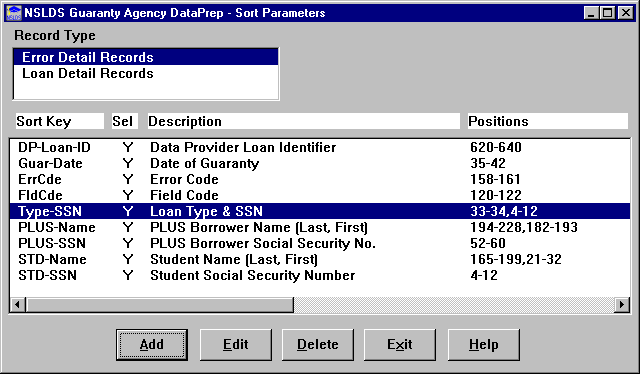 NSLDS Guaranty Agency DataPrep - Sort Parameters
Record Type
Error Detail Records
Loan Detail Records
Sort Key Sel Description Positions
DP-Loan-ID Y Data Provider Loan Identifier 620-640
Guar-Date Y Date of Guaranty 35-42
ErrCde Y Error Code 158-161
FldCde Y Field Code 120-122
Type-SSN Y Loan Type & SSN 33-34,4-12
PLUS-Name Y PLUS Borrower Name (Last, First) 194-228,182-193
PLUS-SSN Y PLUS Borrower Social Security No. 52-60
STD-Name Y Student Name (Last, First) 165-199,21-32
STD-SSN Y Student Social Security Number 4-12
Add Edit Delete Exit Help